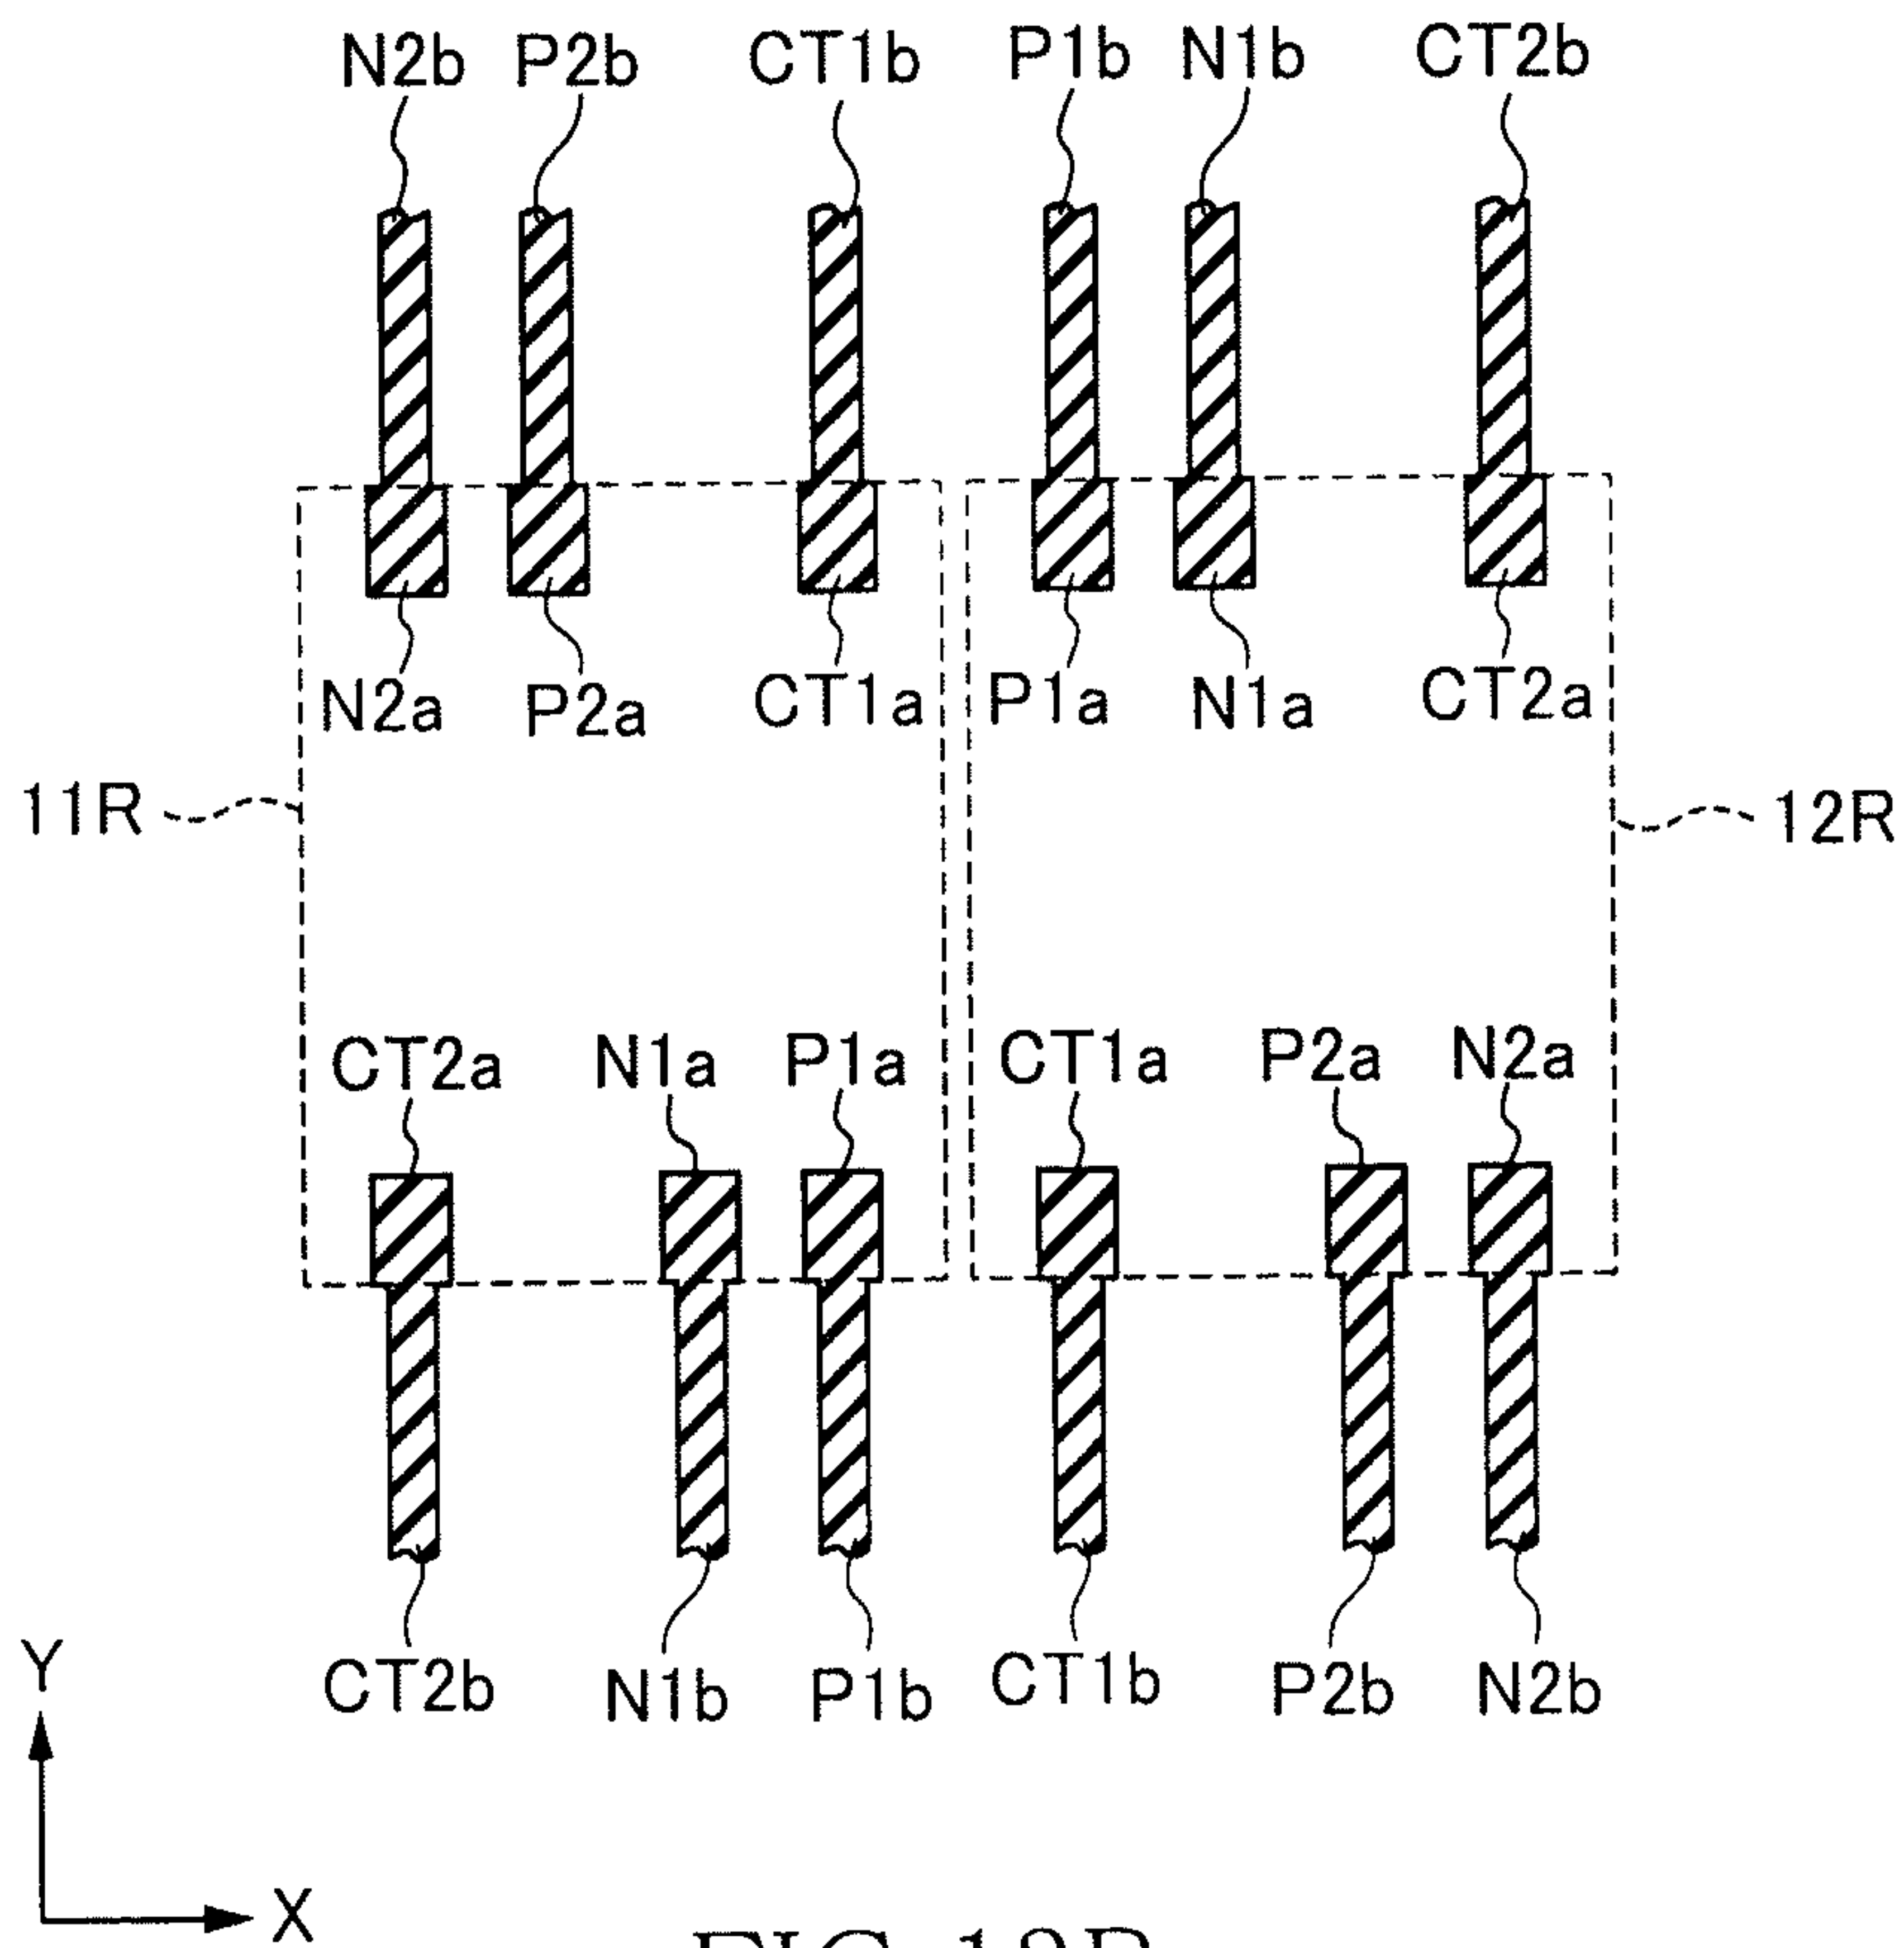 N2b P2b CT1b P1b N1b CT2b
N2a P2a CT1a P1a N1a CT2a
11R 12R
CT2a N1a P1a CT1a P2a N2a
CT2b N1b P1b CT1b P2b N2b
Y
X